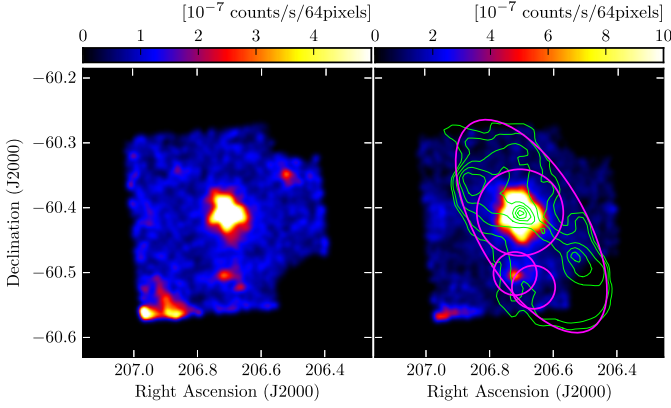 [10⁻⁷ counts/s/64pixels] [10⁻⁷ counts/s/64pixels]
0 1 2 3 4 0 2 4 6 8 10
−60.2
−60.3
−60.4
−60.5
−60.6
Declination (J2000)
207.0 206.8 206.6 206.4 207.0 206.8 206.6 206.4
Right Ascension (J2000) Right Ascension (J2000)